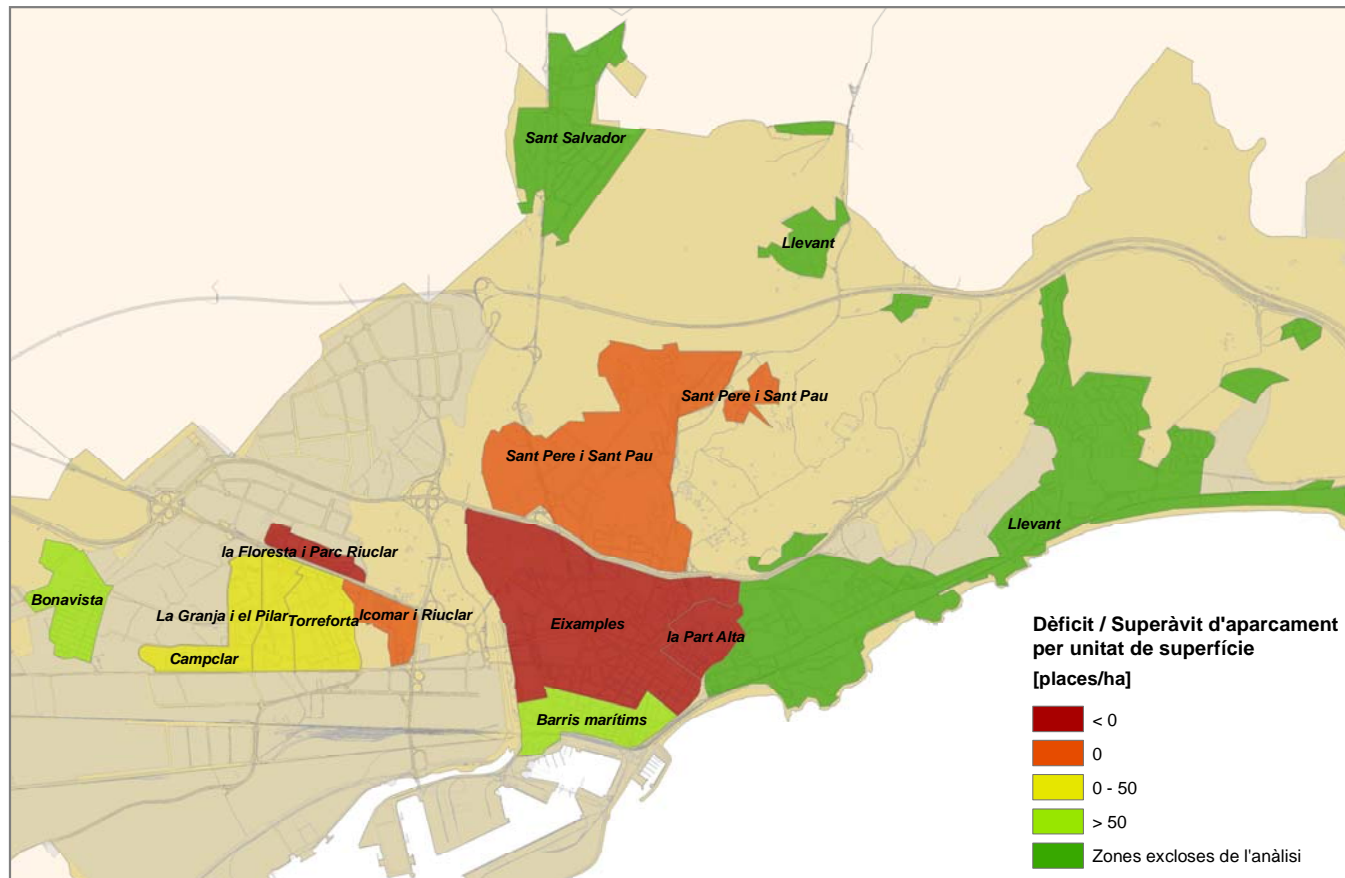 Sant Salvador
Llevant
Sant Pere i Sant Pau
Sant Pere i Sant Pau
Llevant
la Floresta i Parc Riuclar
Bonavista
La Granja i el Pilar
Torreforta
Icomar i Riuclar
Eixamples
la Part Alta
Campclar
Barris marítims
Dèficit / Superàvit d'aparcament
per unitat de superfície
[places/ha]
< 0
0
0 - 50
> 50
Zones excloses de l'anàlisi